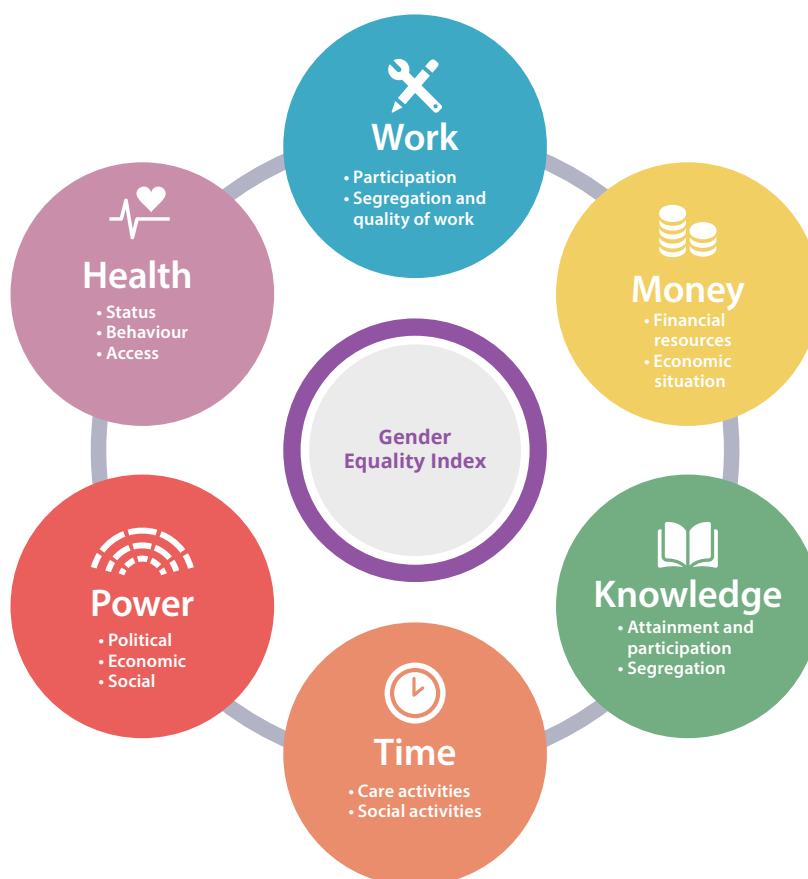 Work
• Participation
• Segregation and
quality of work
Money
• Financial
resources
• Economic
situation
Knowledge
• Attainment and
participation
• Segregation
Time
• Care activities
• Social activities
Power
• Political
• Economic
• Social
Health
• Status
• Behaviour
• Access
Gender
Equality Index